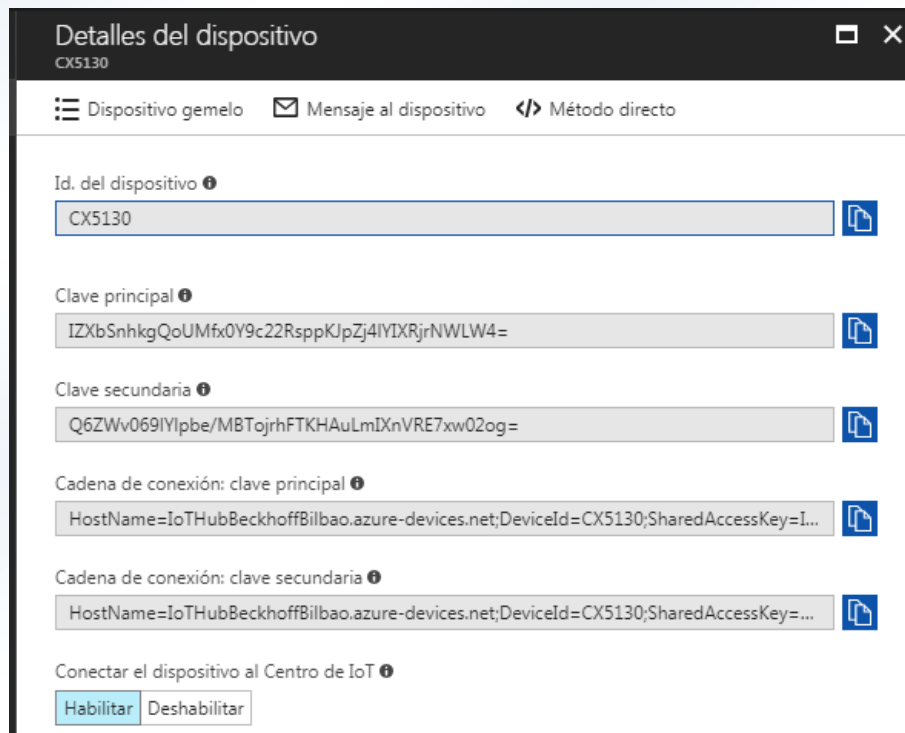 Detalles del dispositivo
CX5130
Dispositivo gemelo Mensaje al dispositivo </> Método directo
Id. del dispositivo
CX5130
Clave principal
IZXbSnhkgQoUMfx0Y9c22RsppKJpZj4lYIXRjrNWLW4=
Clave secundaria
Q6ZWv069IYlpbe/MBTojrhFTKHAuLmIXnVRE7xw02og=
Cadena de conexión: clave principal
HostName=IoTHubBeckhoffBilbao.azure-devices.net;DeviceId=CX5130;SharedAccessKey=I...
Cadena de conexión: clave secundaria
HostName=IoTHubBeckhoffBilbao.azure-devices.net;DeviceId=CX5130;SharedAccessKey=...
Conectar el dispositivo al Centro de IoT
Habilitar Deshabilitar